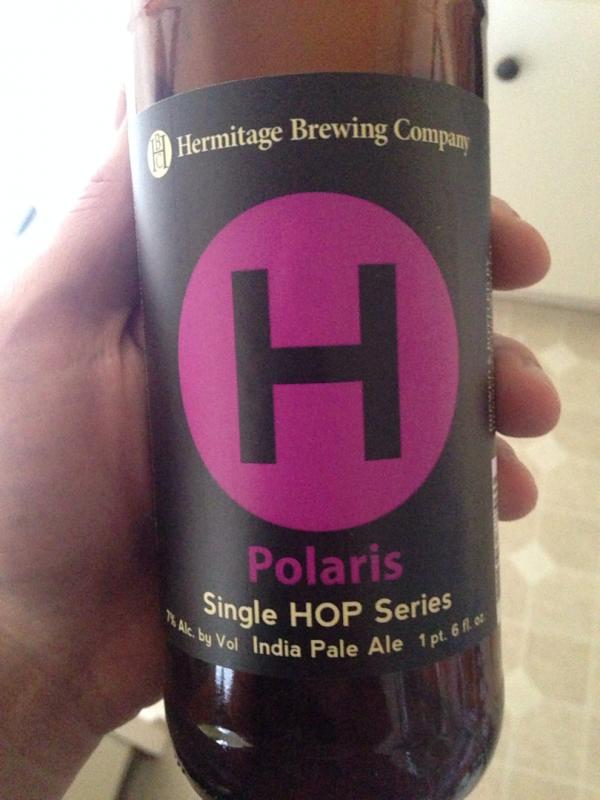 HBC Hermitage Brewing Company
H
Polaris
Single HOP Series
7% Alc. by Vol India Pale Ale 1 pt. 6 fl. oz.